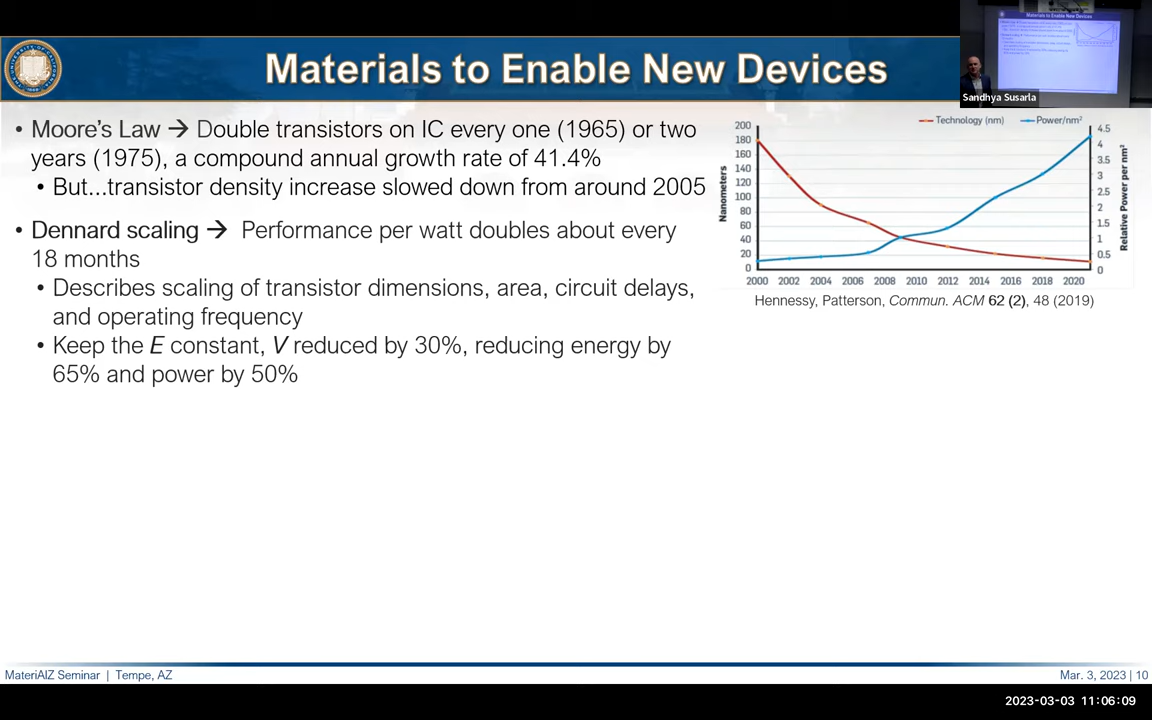 Materials to Enable New Devices
Materials to Enable New Devices
Sandhya Susarla
• Moore's Law → Double transistors on IC every one (1965) or two
years (1975), a compound annual growth rate of 41.4%
• But...transistor density increase slowed down from around 2005
• Dennard scaling → Performance per watt doubles about every
18 months
• Describes scaling of transistor dimensions, area, circuit delays,
and operating frequency
• Keep the E constant, V reduced by 30%, reducing energy by
65% and power by 50%
Technology (nm) Power/nm²
Nanometers
200
180
160
140
120
100
80
60
40
20
0
4.5
4
3.5
3
2.5
2
1.5
1
0.5
0
Relative Power per nm²
2000 2002 2004 2006 2008 2010 2012 2014 2016 2018 2020
Hennessy, Patterson, Commun. ACM 62 (2), 48 (2019)
MateriAlZ Seminar | Tempe, AZ
Mar. 3, 2023 | 10
2023-03-03 11:06:09